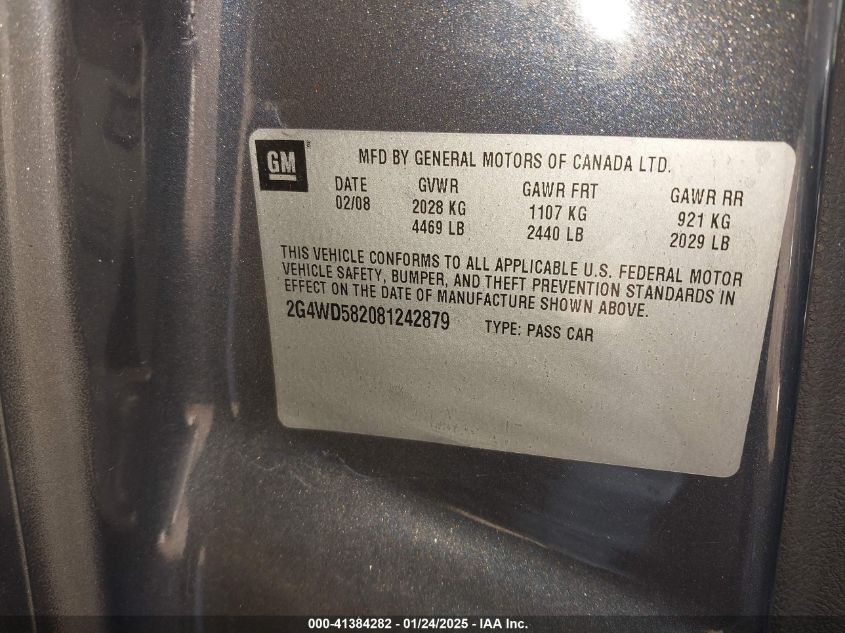 GM
MFD BY GENERAL MOTORS OF CANADA LTD.
DATE GVWR GAWR FRT GAWR RR
02/08 2028 KG 1107 KG 921 KG
4469 LB 2440 LB 2029 LB
THIS VEHICLE CONFORMS TO ALL APPLICABLE U.S. FEDERAL MOTOR
VEHICLE SAFETY, BUMPER, AND THEFT PREVENTION STANDARDS IN
EFFECT ON THE DATE OF MANUFACTURE SHOWN ABOVE.
2G4WD582081242879 TYPE: PASS CAR
000-41384282 - 01/24/2025 - IAA Inc.